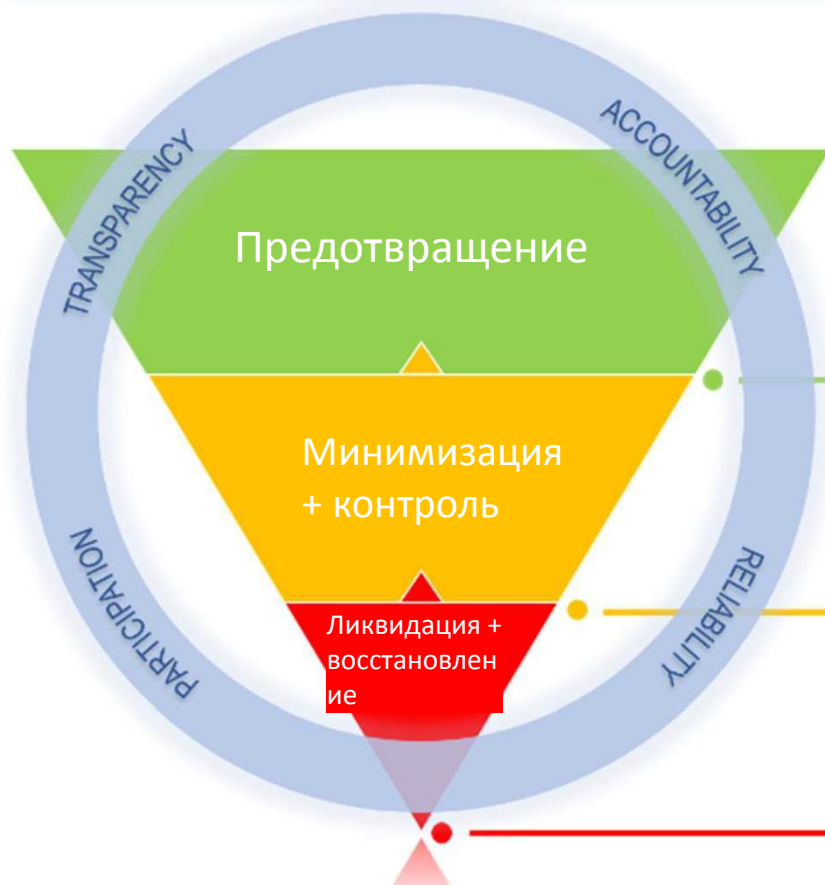 TRANSPARENCY
ACCOUNTABILITY
Предотвращение
Минимизация
+ контроль
PARTICIPATION
RELIABILITY
Ликвидация +
восстановлен
ие